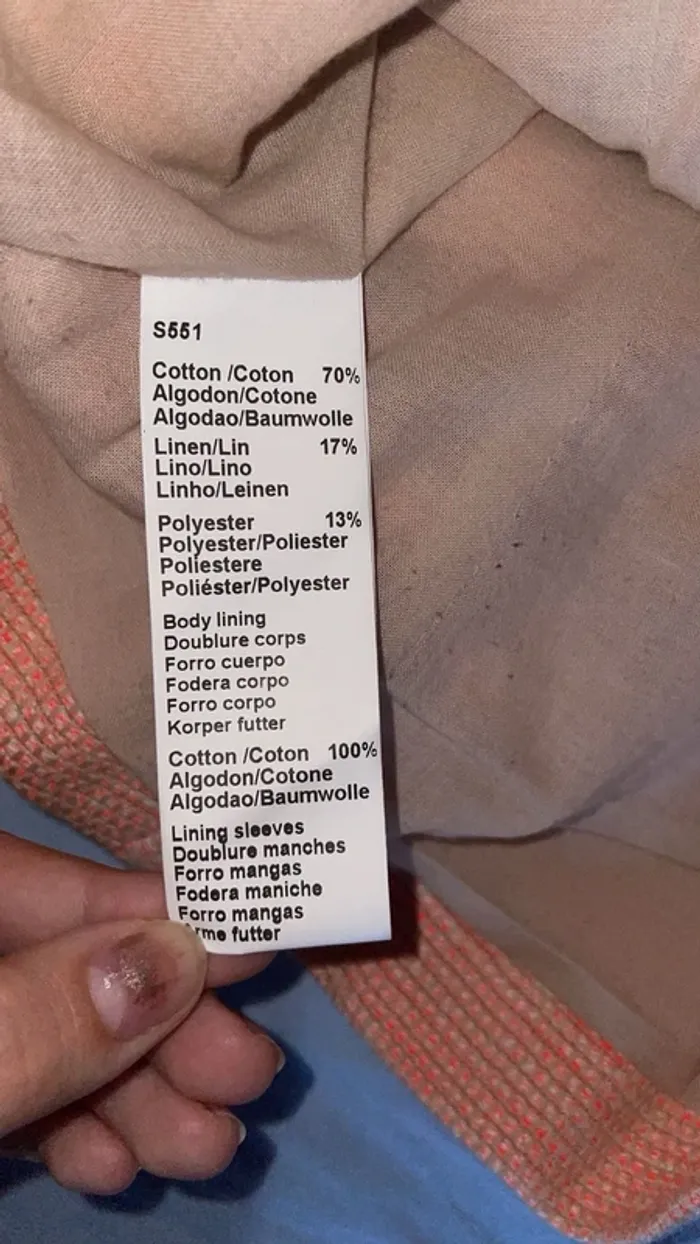 S551
Cotton /Coton 70%
Algodon/Cotone
Algodao/Baumwolle
Linen/Lin 17%
Lino/Lino
Linho/Leinen
Polyester 13%
Polyester/Poliester
Poliestere
Poliéster/Polyester
Body lining
Doublure corps
Forro cuerpo
Fodera corpo
Forro corpo
Korper futter
Cotton /Coton 100%
Algodon/Cotone
Algodao/Baumwolle
Lining sleeves
Doublure manches
Forro mangas
Fodera maniche
Forro mangas
futter